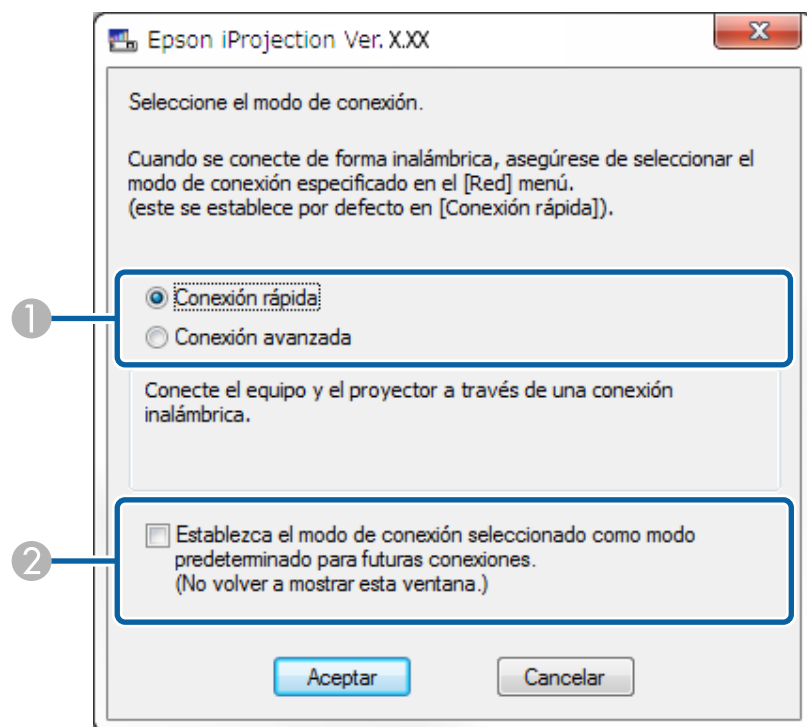 Epson iProjection Ver. X.XX
Seleccione el modo de conexión.
Cuando se conecte de forma inalámbrica, asegúrese de seleccionar el
modo de conexión especificado en el [Red] menú.
(este se establece por defecto en [Conexión rápida]).
1
Conexión rápida
Conexión avanzada
Conecte el equipo y el proyector a través de una conexión
inalámbrica.
2
Establezca el modo de conexión seleccionado como modo
predeterminado para futuras conexiones.
(No volver a mostrar esta ventana.)
Aceptar Cancelar